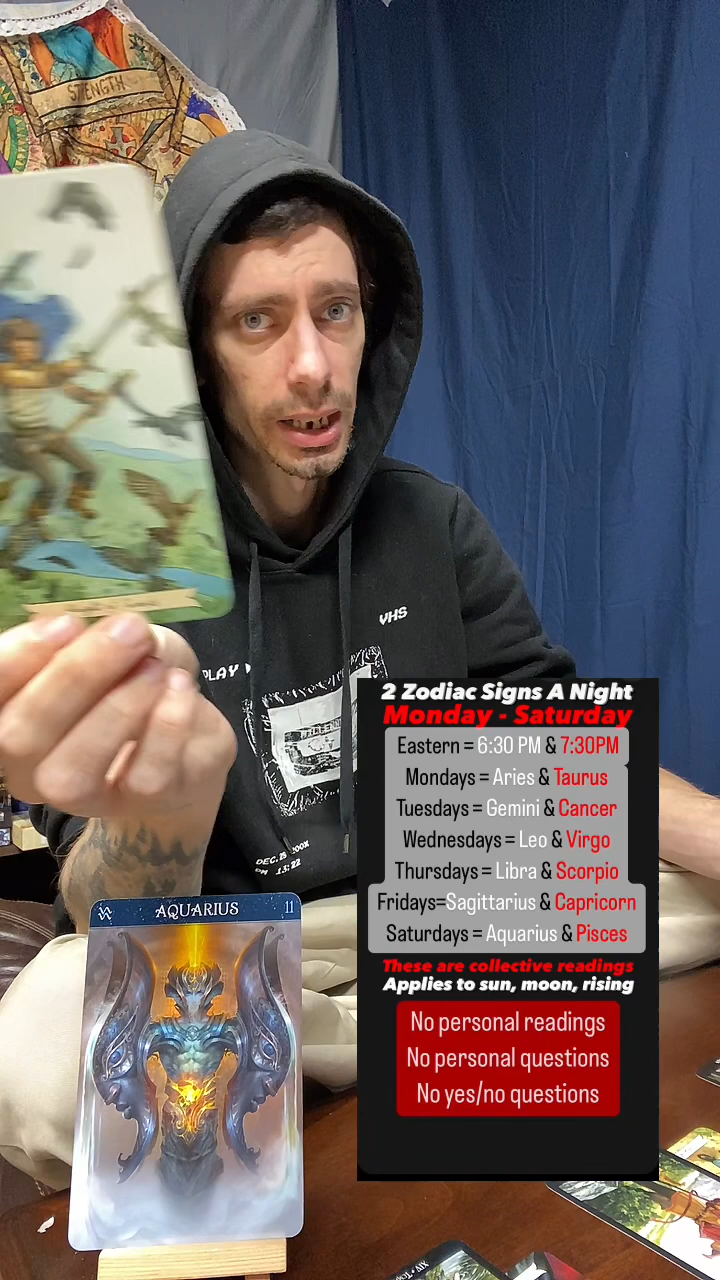 STRENGTH
VHS
PLAY
2 Zodiac Signs A Night
Monday - Saturday
Eastern = 6:30 PM & 7:30PM
Mondays = Aries & Taurus
Tuesdays = Gemini & Cancer
Wednesdays = Leo & Virgo
Thursdays = Libra & Scorpio
Fridays=Sagittarius & Capricorn
Saturdays = Aquarius & Pisces
These are collective readings
Applies to sun, moon, rising
No personal readings
No personal questions
No yes/no questions
AQUARIUS 11